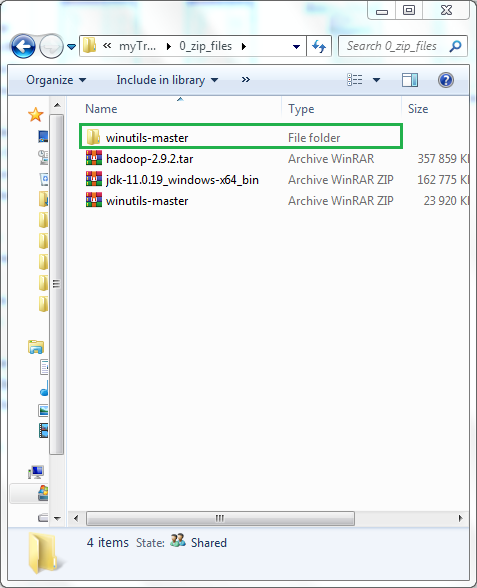 « myTr... ▸ 0_zip_files ▸ Search 0_zip_files
Organize ▾ Include in library ▾ »
Name Type Size
winutils-master File folder
hadoop-2.9.2.tar Archive WinRAR 357 859 K
jdk-11.0.19_windows-x64_bin Archive WinRAR ZIP 162 775 K
winutils-master Archive WinRAR ZIP 23 920 K
4 items State: Shared